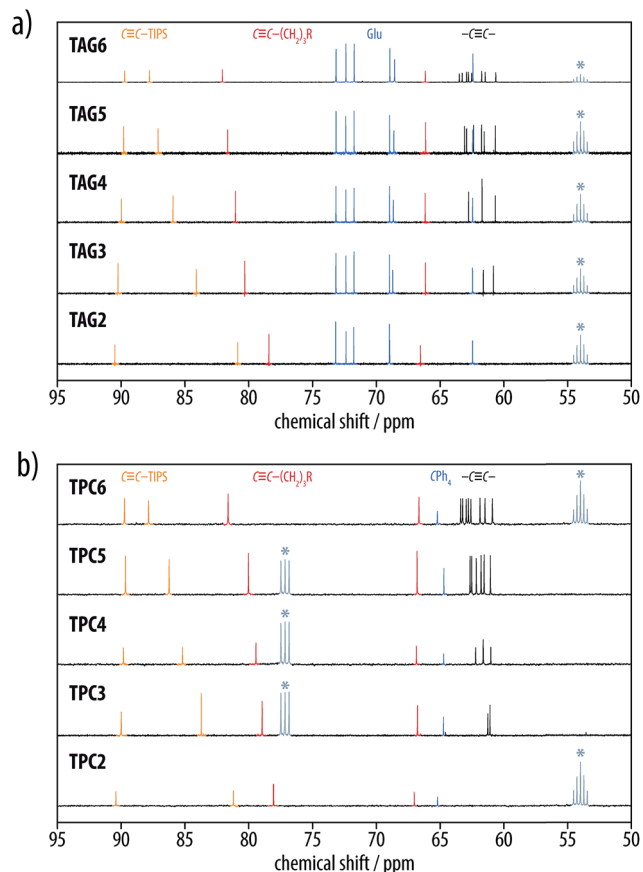 a)
C≡C–TIPS C≡C–(CH2)3R Glu –C≡C–
TAG6
*
TAG5
*
TAG4
*
TAG3
*
TAG2
*
95 90 85 80 75 70 65 60 55 50
chemical shift / ppm
b)
C≡C–TIPS C≡C–(CH2)3R CPh4 –C≡C–
*
TPC6
TPC5
*
TPC4
*
TPC3
*
TPC2
*
95 90 85 80 75 70 65 60 55 50
chemical shift / ppm